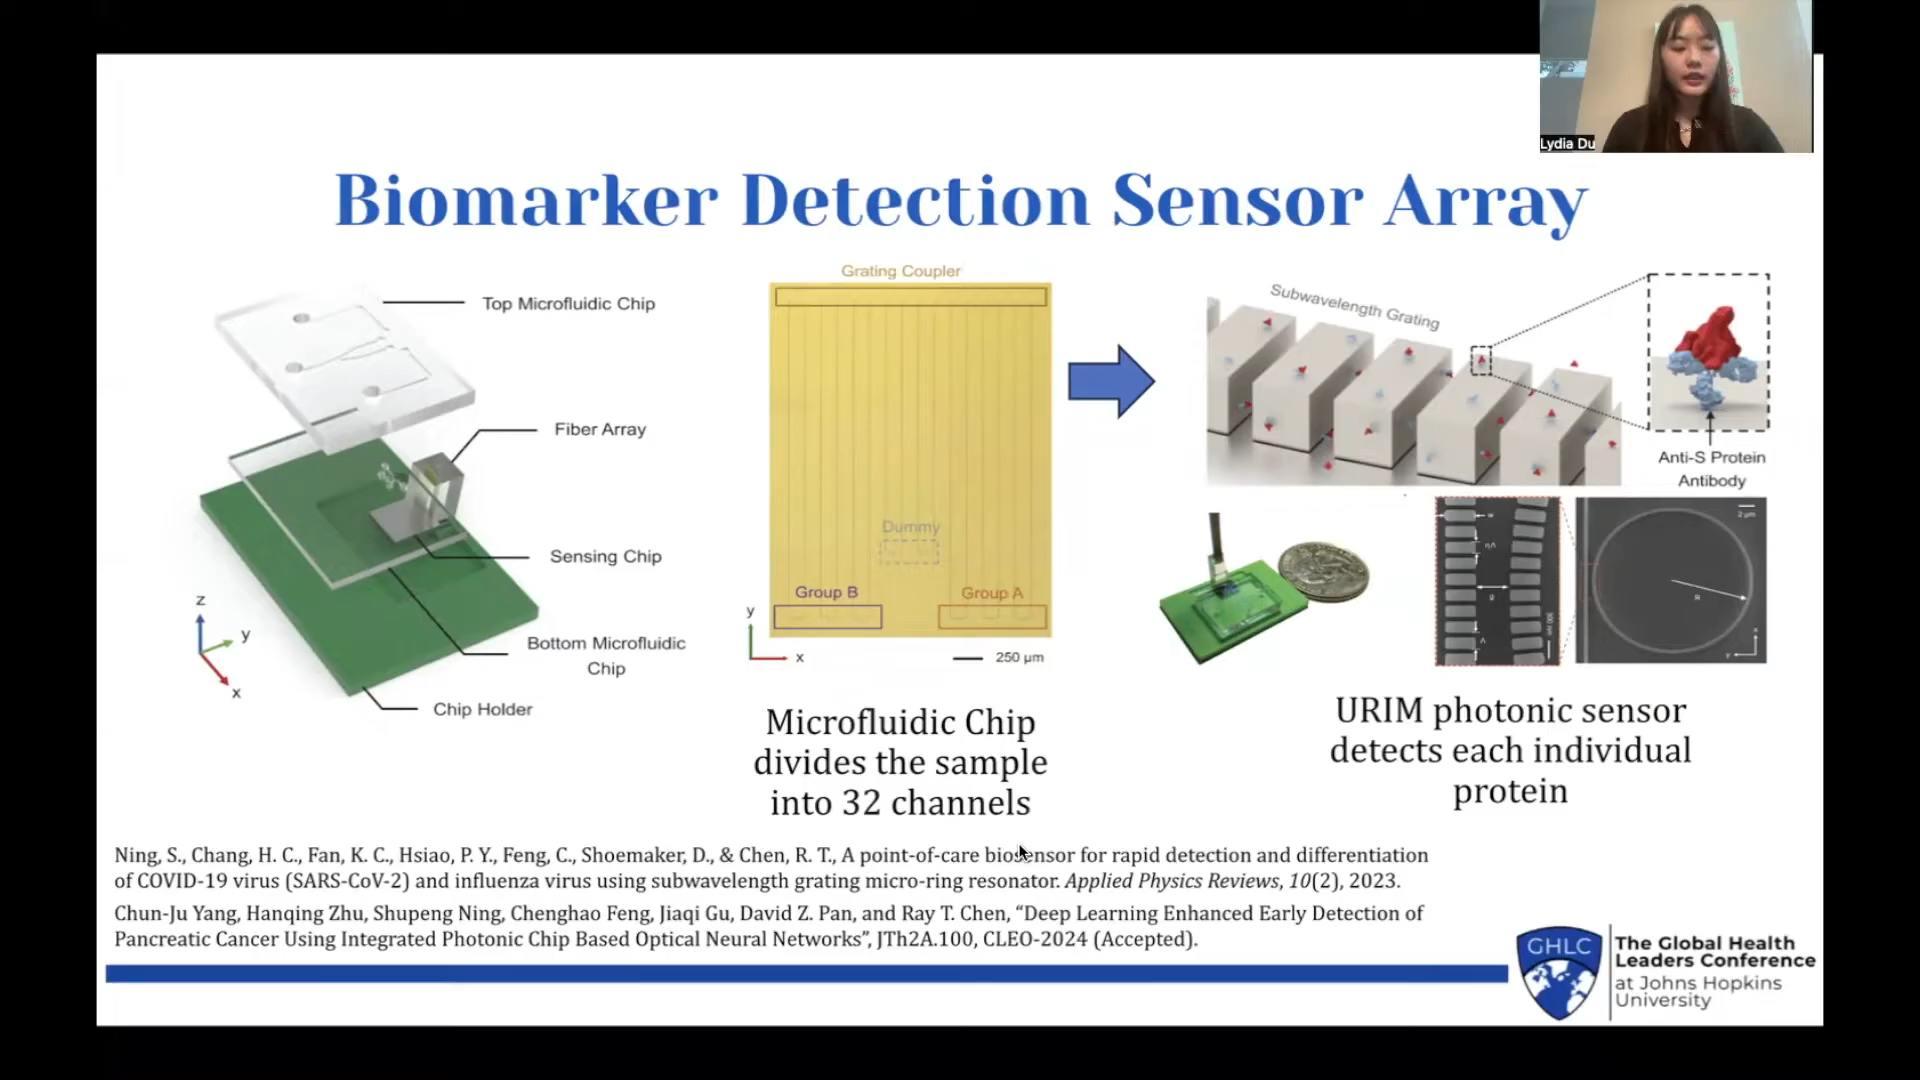 Lydia Du
Biomarker Detection Sensor Array
Top Microfluidic Chip
Fiber Array
Sensing Chip
Bottom Microfluidic
Chip
Chip Holder
z
y
x
Grating Coupler
Dummy
Group B
Group A
y
x
250 μm
Microfluidic Chip
divides the sample
into 32 channels
Subwavelength Grating
Anti-S Protein
Antibody
w
g
Λ
2 μm
R
URIM photonic sensor
detects each individual
protein
Ning, S., Chang, H. C., Fan, K. C., Hsiao, P. Y., Feng, C., Shoemaker, D., & Chen, R. T., A point-of-care biosensor for rapid detection and differentiation
of COVID-19 virus (SARS-CoV-2) and influenza virus using subwavelength grating micro-ring resonator. Applied Physics Reviews, 10(2), 2023.
Chun-Ju Yang, Hanqing Zhu, Shupeng Ning, Chenghao Feng, Jiaqi Gu, David Z. Pan, and Ray T. Chen, “Deep Learning Enhanced Early Detection of
Pancreatic Cancer Using Integrated Photonic Chip Based Optical Neural Networks”, JTh2A.100, CLEO-2024 (Accepted).
GHLC
The Global Health
Leaders Conference
at Johns Hopkins
University